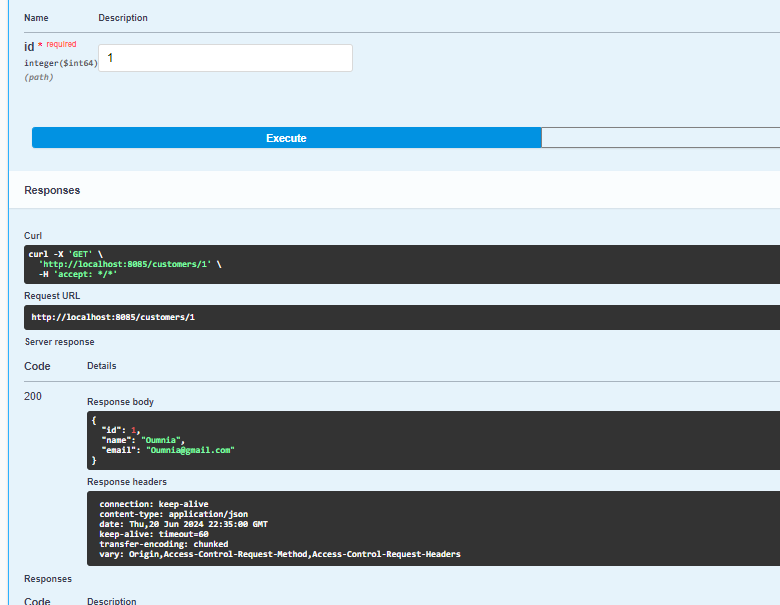 Name Description
id * required
integer($int64)
(path)
1
Execute
Responses
Curl
curl -X 'GET' \
'http://localhost:8085/customers/1' \
-H 'accept: */*'
Request URL
http://localhost:8085/customers/1
Server response
Code Details
200
Response body
{
"id": 1,
"name": "Oumnia",
"email": "Oumnia@gmail.com"
}
Response headers
connection: keep-alive
content-type: application/json
date: Thu,20 Jun 2024 22:35:00 GMT
keep-alive: timeout=60
transfer-encoding: chunked
vary: Origin,Access-Control-Request-Method,Access-Control-Request-Headers
Responses
Code Description